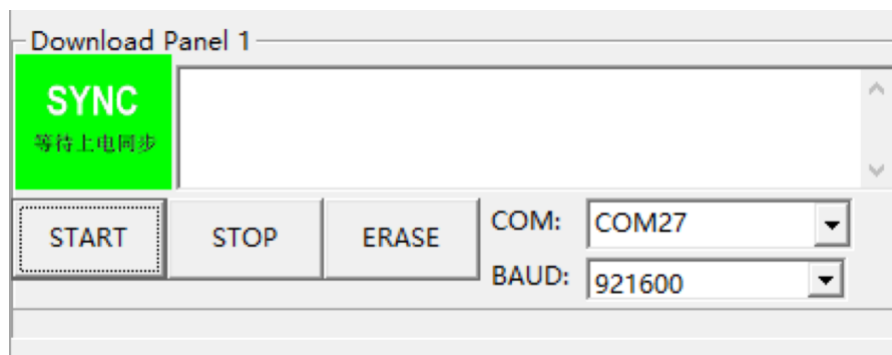 Download Panel 1
SYNC
等待上电同步
START
STOP
ERASE
COM:
COM27
BAUD:
921600